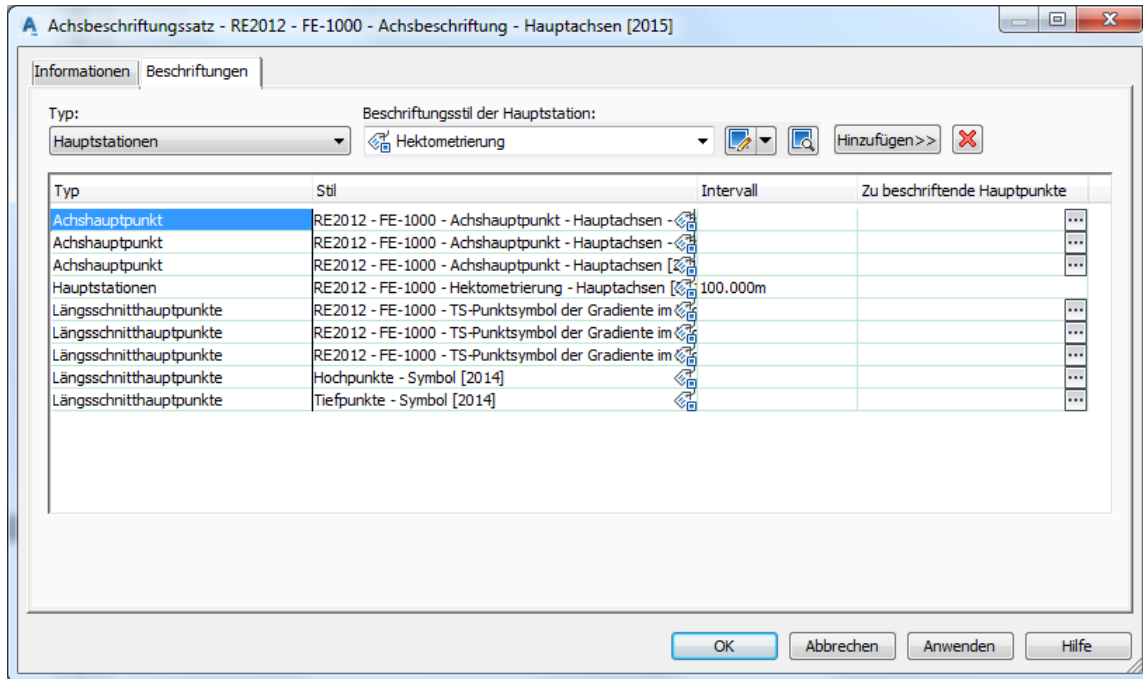 Achsbeschriftungssatz - RE2012 - FE-1000 - Achsbeschriftung - Hauptachsen [2015]
Informationen Beschriftungen
Typ: Beschriftungsstil der Hauptstation:
Hauptstationen Hektometrierung Hinzufügen>>
Typ Stil Intervall Zu beschriftende Hauptpunkte
Achshauptpunkt RE2012 - FE-1000 - Achshauptpunkt - Hauptachsen - ...
Achshauptpunkt RE2012 - FE-1000 - Achshauptpunkt - Hauptachsen - ...
Achshauptpunkt RE2012 - FE-1000 - Achshauptpunkt - Hauptachsen [ ...
Hauptstationen RE2012 - FE-1000 - Hektometrierung - Hauptachsen [ 100.000m
Längsschnitthauptpunkte RE2012 - FE-1000 - TS-Punktsymbol der Gradiente im ...
Längsschnitthauptpunkte RE2012 - FE-1000 - TS-Punktsymbol der Gradiente im ...
Längsschnitthauptpunkte RE2012 - FE-1000 - TS-Punktsymbol der Gradiente im ...
Längsschnitthauptpunkte Hochpunkte - Symbol [2014] ...
Längsschnitthauptpunkte Tiefpunkte - Symbol [2014] ...
OK Abbrechen Anwenden Hilfe